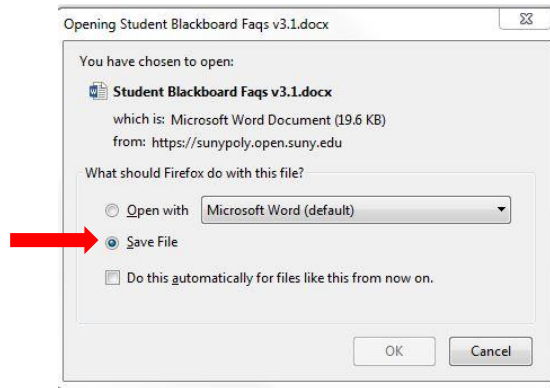 Opening Student Blackboard Faqs v3.1.docx
You have chosen to open:
Student Blackboard Faqs v3.1.docx
which is: Microsoft Word Document (19.6 KB)
from: https://sunypoly.open.suny.edu
What should Firefox do with this file?
Open with Microsoft Word (default)
Save File
Do this automatically for files like this from now on.
OK Cancel